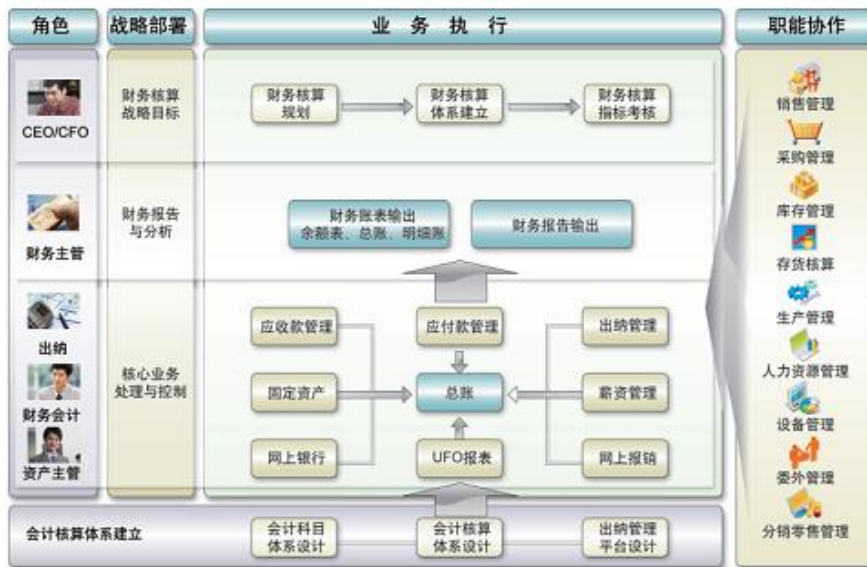 角色
战略部署
业务执行
职能协作
CEO/CFO
财务核算
战略目标
财务核算
规划
财务核算
体系建立
财务核算
指标考核
财务主管
财务报告
与分析
财务账表输出
余额表、总账、明细账
财务报告输出
出纳
财务会计
资产主管
核心业务
处理与控制
应收款管理
应付款管理
出纳管理
固定资产
总账
薪资管理
网上银行
UFO报表
网上报销
会计核算体系建立
会计科目
体系设计
会计核算
体系设计
出纳管理
平台设计
销售管理
采购管理
库存管理
存货核算
生产管理
人力资源管理
设备管理
委外管理
分销零售管理